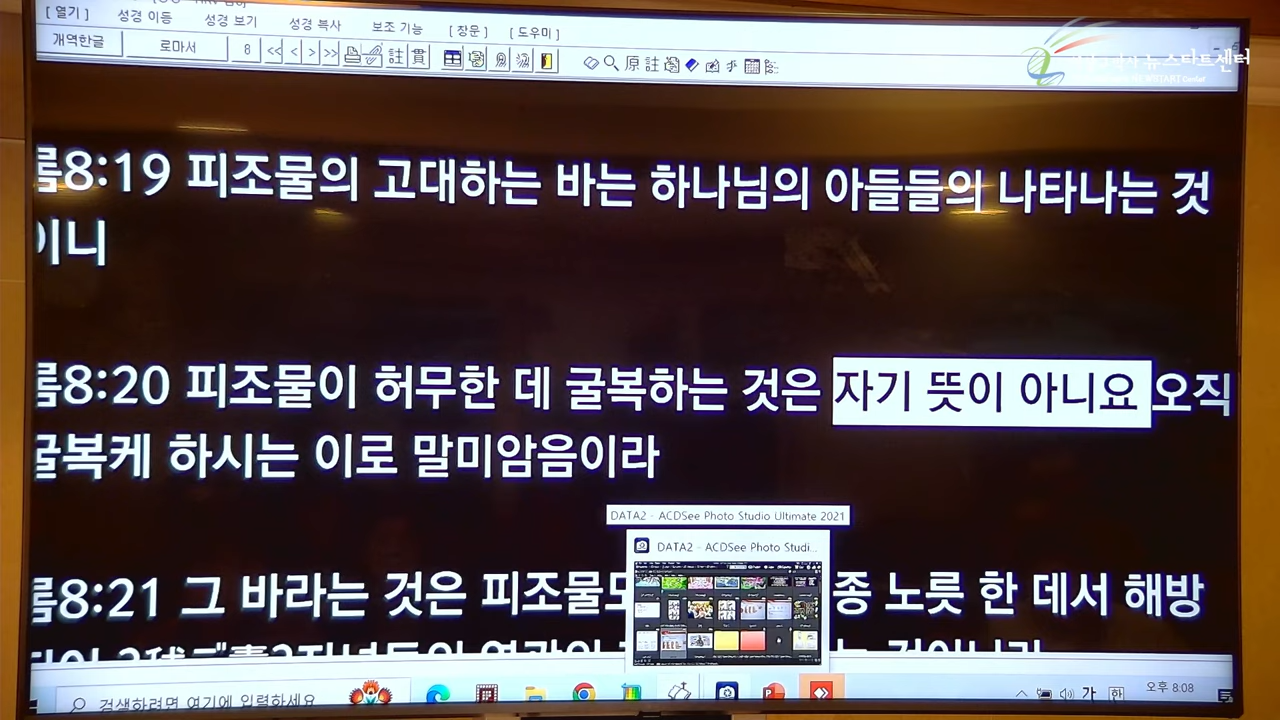 [ 열기 ] 성경 이동 성경 보기 성경 복사 보조 기능 [ 창문 ] [ 도우미 ]
개역한글 로마서 8 << < > >> 註 貫 原 註
뉴스타트센터
롬8:19 피조물의 고대하는 바는 하나님의 아들들의 나타나는 것
이니
롬8:20 피조물이 허무한 데 굴복하는 것은 자기 뜻이 아니요 오직
굴복케 하시는 이로 말미암음이라
DATA2 - ACDSee Photo Studio Ultimate 2021
DATA2 - ACDSee Photo Studi...
롬8:21 그 바라는 것은 피조물도 종 노릇 한 데서 해방
검색하려면 여기에 입력하세요 가 한 오후 8:08